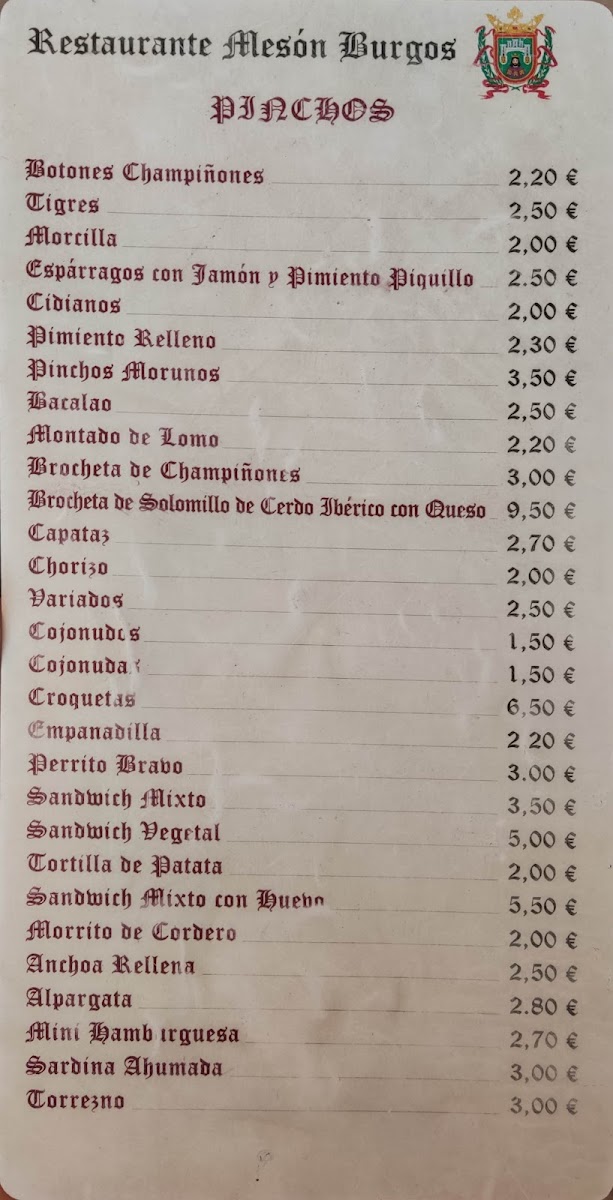 Restaurante Mesón Burgos
PINCHOS
Botones Champiñones 2,20 €
Tigres 2,50 €
Morcilla 2,00 €
Espárragos con Jamón y Pimiento Piquillo 2.50 €
Cidianos 2,00 €
Pimiento Relleno 2,30 €
Pinchos Morunos 3,50 €
Bacalao 2,50 €
Montado de Lomo 2,20 €
Brocheta de Champiñones 3,00 €
Brocheta de Solomillo de Cerdo Ibérico con Queso 9,50 €
Capataz 2,70 €
Chorizo 2,00 €
Variados 2,50 €
Cojonudos 1,50 €
Cojonudas 1,50 €
Croquetas 6,50 €
Empanadilla 2 20 €
Perrito Bravo 3.00 €
Sandwich Mixto 3,50 €
Sandwich Vegetal 5,00 €
Tortilla de Patata 2,00 €
Sandwich Mixto con Huevo 5,50 €
Morrito de Cordero 2,00 €
Anchoa Rellena 2,50 €
Alpargata 2.80 €
Mini Hamburguesa 2,70 €
Sardina Ahumada 3,00 €
Torrezno 3,00 €